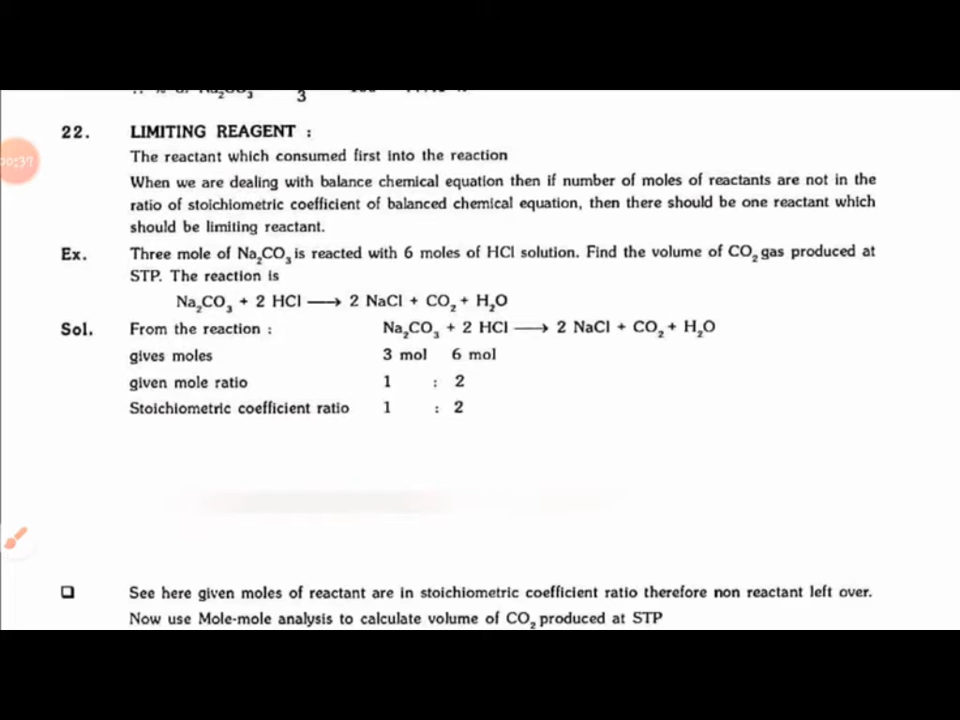 3
22. LIMITING REAGENT :
00:37
The reactant which consumed first into the reaction
When we are dealing with balance chemical equation then if number of moles of reactants are not in the
ratio of stoichiometric coefficient of balanced chemical equation, then there should be one reactant which
should be limiting reactant.
Ex. Three mole of Na₂CO₃ is reacted with 6 moles of HCl solution. Find the volume of CO₂ gas produced at
STP. The reaction is
Na₂CO₃ + 2 HCl ⟶ 2 NaCl + CO₂ + H₂O
Sol. From the reaction : Na₂CO₃ + 2 HCl ⟶ 2 NaCl + CO₂ + H₂O
gives moles 3 mol 6 mol
given mole ratio 1 : 2
Stoichiometric coefficient ratio 1 : 2
❑ See here given moles of reactant are in stoichiometric coefficient ratio therefore non reactant left over.
Now use Mole-mole analysis to calculate volume of CO₂ produced at STP